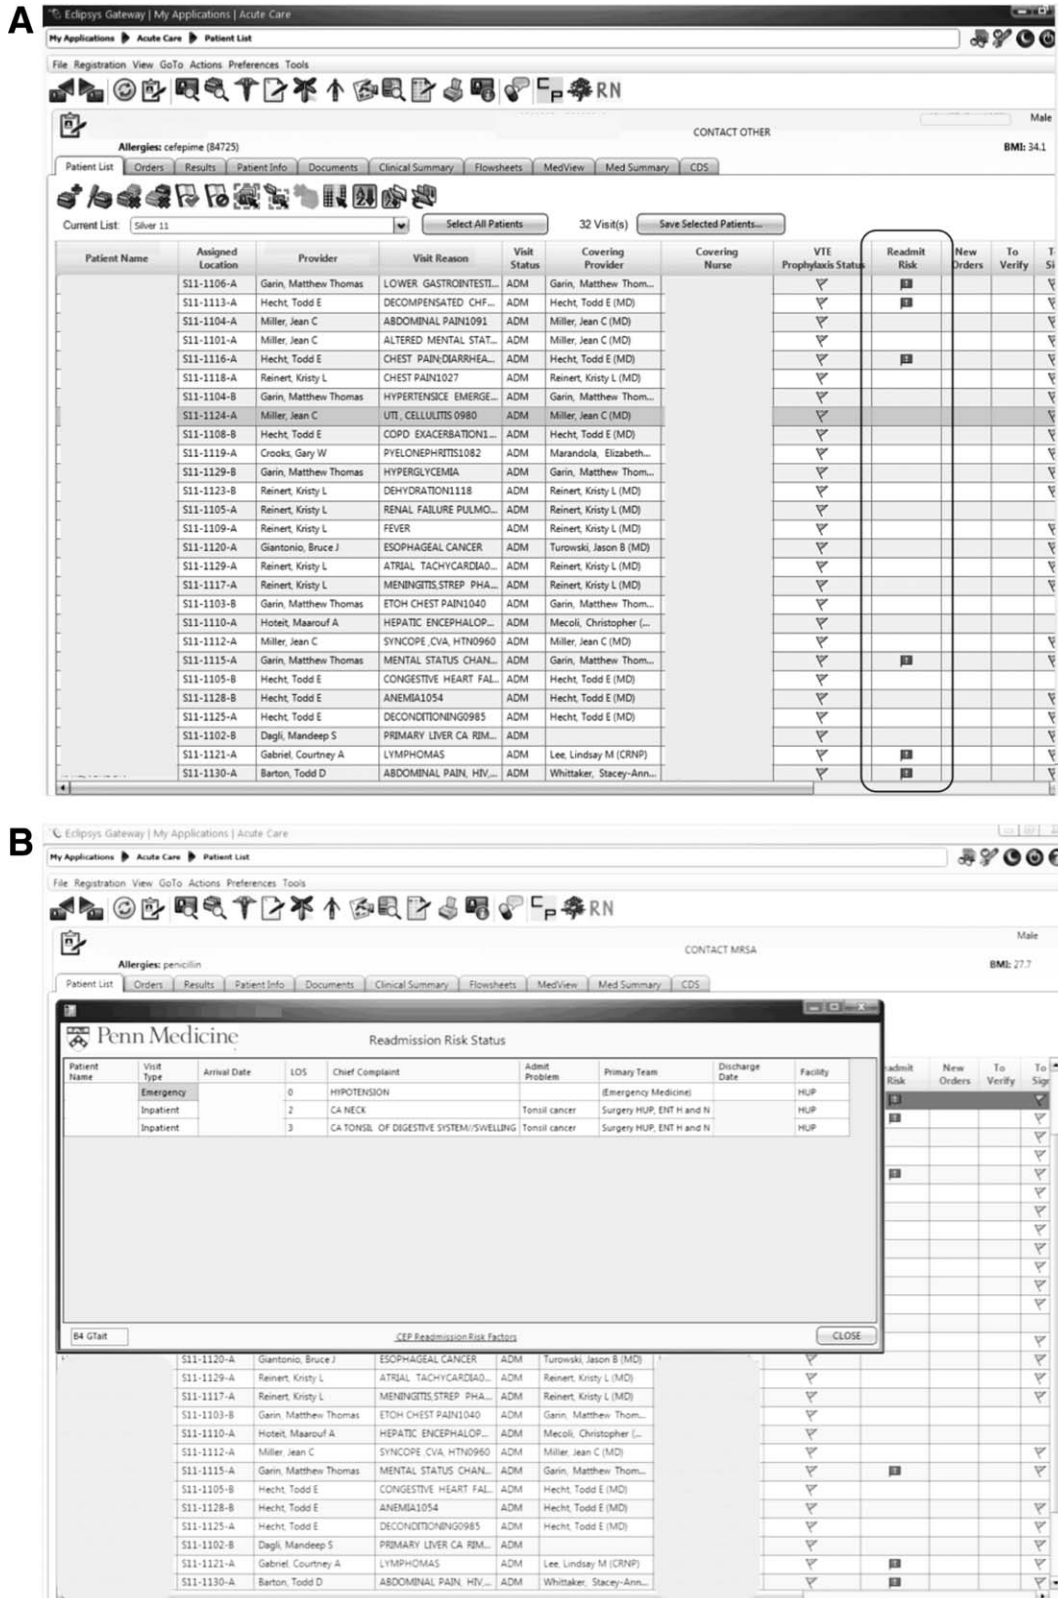 A
Eclipsys Gateway | My Applications | Acute Care
My Applications Acute Care Patient List
File Registration View GoTo Actions Preferences Tools
CP RN
Male
CONTACT OTHER
Allergies: cefepime (84725) BMI: 34.1
Patient List Orders Results Patient Info Documents Clinical Summary Flowsheets MedView Med Summary CDS
Current List: Silver 11 Select All Patients 32 Visit(s) Save Selected Patients...
Patient Name Assigned Location Provider Visit Reason Visit Status Covering Provider Covering Nurse VTE Prophylaxis Status Readmit Risk New Orders To Verify
S11-1106-A Garin, Matthew Thomas LOWER GASTROINTESTI... ADM Garin, Matthew Thom...
S11-1113-A Hecht, Todd E DECOMPENSATED CHF... ADM Hecht, Todd E (MD)
S11-1104-A Miller, Jean C ABDOMINAL PAIN1091 ADM Miller, Jean C (MD)
S11-1101-A Miller, Jean C ALTERED MENTAL STAT... ADM Miller, Jean C (MD)
S11-1116-A Hecht, Todd E CHEST PAIN;DIARRHEA... ADM Hecht, Todd E (MD)
S11-1118-A Reinert, Kristy L CHEST PAIN1027 ADM Reinert, Kristy L (MD)
S11-1104-B Garin, Matthew Thomas HYPERTENSICE EMERGE... ADM Garin, Matthew Thom...
S11-1124-A Miller, Jean C UTI , CELLULITIS 0980 ADM Miller, Jean C (MD)
S11-1108-B Hecht, Todd E COPD EXACERBATION1... ADM Hecht, Todd E (MD)
S11-1119-A Crooks, Gary W PYELONEPHRITIS1082 ADM Marandola, Elizabeth...
S11-1129-B Garin, Matthew Thomas HYPERGLYCEMIA ADM Garin, Matthew Thom...
S11-1123-B Reinert, Kristy L DEHYDRATION1118 ADM Reinert, Kristy L (MD)
S11-1105-A Reinert, Kristy L RENAL FAILURE PULMO... ADM Reinert, Kristy L (MD)
S11-1109-A Reinert, Kristy L FEVER ADM Reinert, Kristy L (MD)
S11-1120-A Giantonio, Bruce J ESOPHAGEAL CANCER ADM Turowski, Jason B (MD)
S11-1129-A Reinert, Kristy L ATRIAL TACHYCARDIAO... ADM Reinert, Kristy L (MD)
S11-1117-A Reinert, Kristy L MENINGITIS,STREP PHA... ADM Reinert, Kristy L (MD)
S11-1103-B Garin, Matthew Thomas ETOH CHEST PAIN1040 ADM Garin, Matthew Thom...
S11-1110-A Hoteit, Maarouf A HEPATIC ENCEPHALOP... ADM Mecoli, Christopher (...
S11-1112-A Miller, Jean C SYNCOPE ,CVA, HTN0960 ADM Miller, Jean C (MD)
S11-1115-A Garin, Matthew Thomas MENTAL STATUS CHAN... ADM Garin, Matthew Thom...
S11-1105-B Hecht, Todd E CONGESTIVE HEART FAI... ADM Hecht, Todd E (MD)
S11-1128-B Hecht, Todd E ANEMIA1054 ADM Hecht, Todd E (MD)
S11-1125-A Hecht, Todd E DECONDITIONING0985 ADM Hecht, Todd E (MD)
S11-1102-B Dagli, Mandeep S PRIMARY LIVER CA RIM... ADM
S11-1121-A Gabriel, Courtney A LYMPHOMAS ADM Lee, Lindsay M (CRNP)
S11-1130-A Barton, Todd D ABDOMINAL PAIN, HIV,... ADM Whittaker, Stacey-Ann...
B
Eclipsys Gateway | My Applications | Acute Care
My Applications Acute Care Patient List
File Registration View GoTo Actions Preferences Tools
CP RN
Male
CONTACT MRSA
Allergies: penicillin BMI: 27.7
Patient List Orders Results Patient Info Documents Clinical Summary Flowsheets MedView Med Summary CDS
Penn Medicine Readmission Risk Status
Patient Name Visit Type Arrival Date LOS Chief Complaint Admit Problem Primary Team Discharge Date Facility
Emergency 0 HYPOTENSION (Emergency Medicine) HUP
Inpatient 2 CA NECK Tonsil cancer Surgery HUP, ENT H and N HUP
Inpatient 3 CA TONSIL OF DIGESTIVE SYSTEM//SWELLING Tonsil cancer Surgery HUP, ENT H and N HUP
admit Risk New Orders To Verify To Sign
B4 GTait CEP Readmission Risk Factors CLOSE
S11-1120-A Giantonio, Bruce J ESOPHAGEAL CANCER ADM Turowski, Jason B (MD)
S11-1129-A Reinert, Kristy L ATRIAL TACHYCARDIAO... ADM Reinert, Kristy L (MD)
S11-1117-A Reinert, Kristy L MENINGITIS,STREP PHA... ADM Reinert, Kristy L (MD)
S11-1103-B Garin, Matthew Thomas ETOH CHEST PAIN1040 ADM Garin, Matthew Thom...
S11-1110-A Hoteit, Maarouf A HEPATIC ENCEPHALOP... ADM Mecoli, Christopher (...
S11-1112-A Miller, Jean C SYNCOPE ,CVA, HTN0960 ADM Miller, Jean C (MD)
S11-1115-A Garin, Matthew Thomas MENTAL STATUS CHAN... ADM Garin, Matthew Thom...
S11-1105-B Hecht, Todd E CONGESTIVE HEART FAI... ADM Hecht, Todd E (MD)
S11-1128-B Hecht, Todd E ANEMIA1054 ADM Hecht, Todd E (MD)
S11-1125-A Hecht, Todd E DECONDITIONING0985 ADM Hecht, Todd E (MD)
S11-1102-B Dagli, Mandeep S PRIMARY LIVER CA RIM... ADM
S11-1121-A Gabriel, Courtney A LYMPHOMAS ADM Lee, Lindsay M (CRNP)
S11-1130-A Barton, Todd D ABDOMINAL PAIN, HIV,... ADM Whittaker, Stacey-Ann...